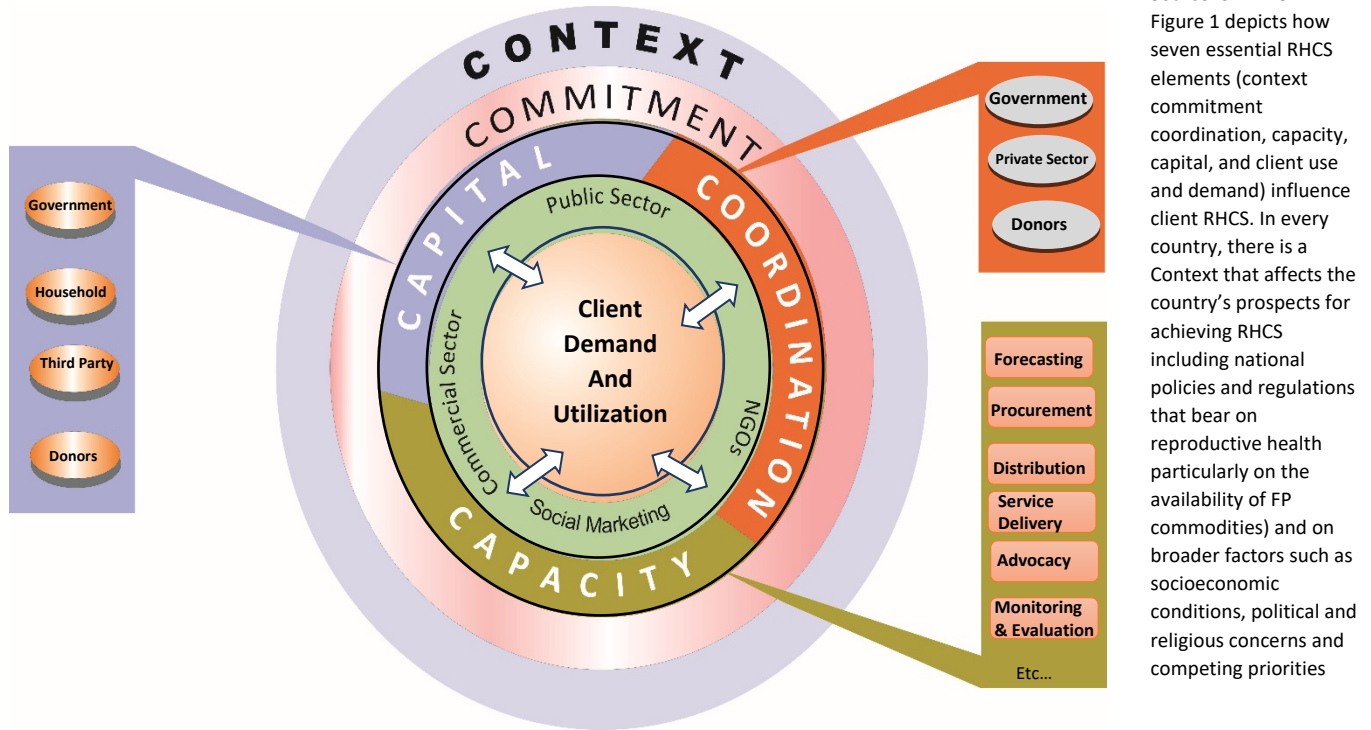 CONTEXT
COMMITMENT
CAPITAL
COORDINATION
CAPACITY
Public Sector
NGOs
Social Marketing
Commercial Sector
Client
Demand
And
Utilization
Government
Household
Third Party
Donors
Government
Private Sector
Donors
Forecasting
Procurement
Distribution
Service
Delivery
Advocacy
Monitoring
& Evaluation
Etc...
Figure 1 depicts how
seven essential RHCS
elements (context
commitment
coordination, capacity,
capital, and client use
and demand) influence
client RHCS. In every
country, there is a
Context that affects the
country’s prospects for
achieving RHCS
including national
policies and regulations
that bear on
reproductive health
particularly on the
availability of FP
commodities) and on
broader factors such as
socioeconomic
conditions, political and
religious concerns and
competing priorities